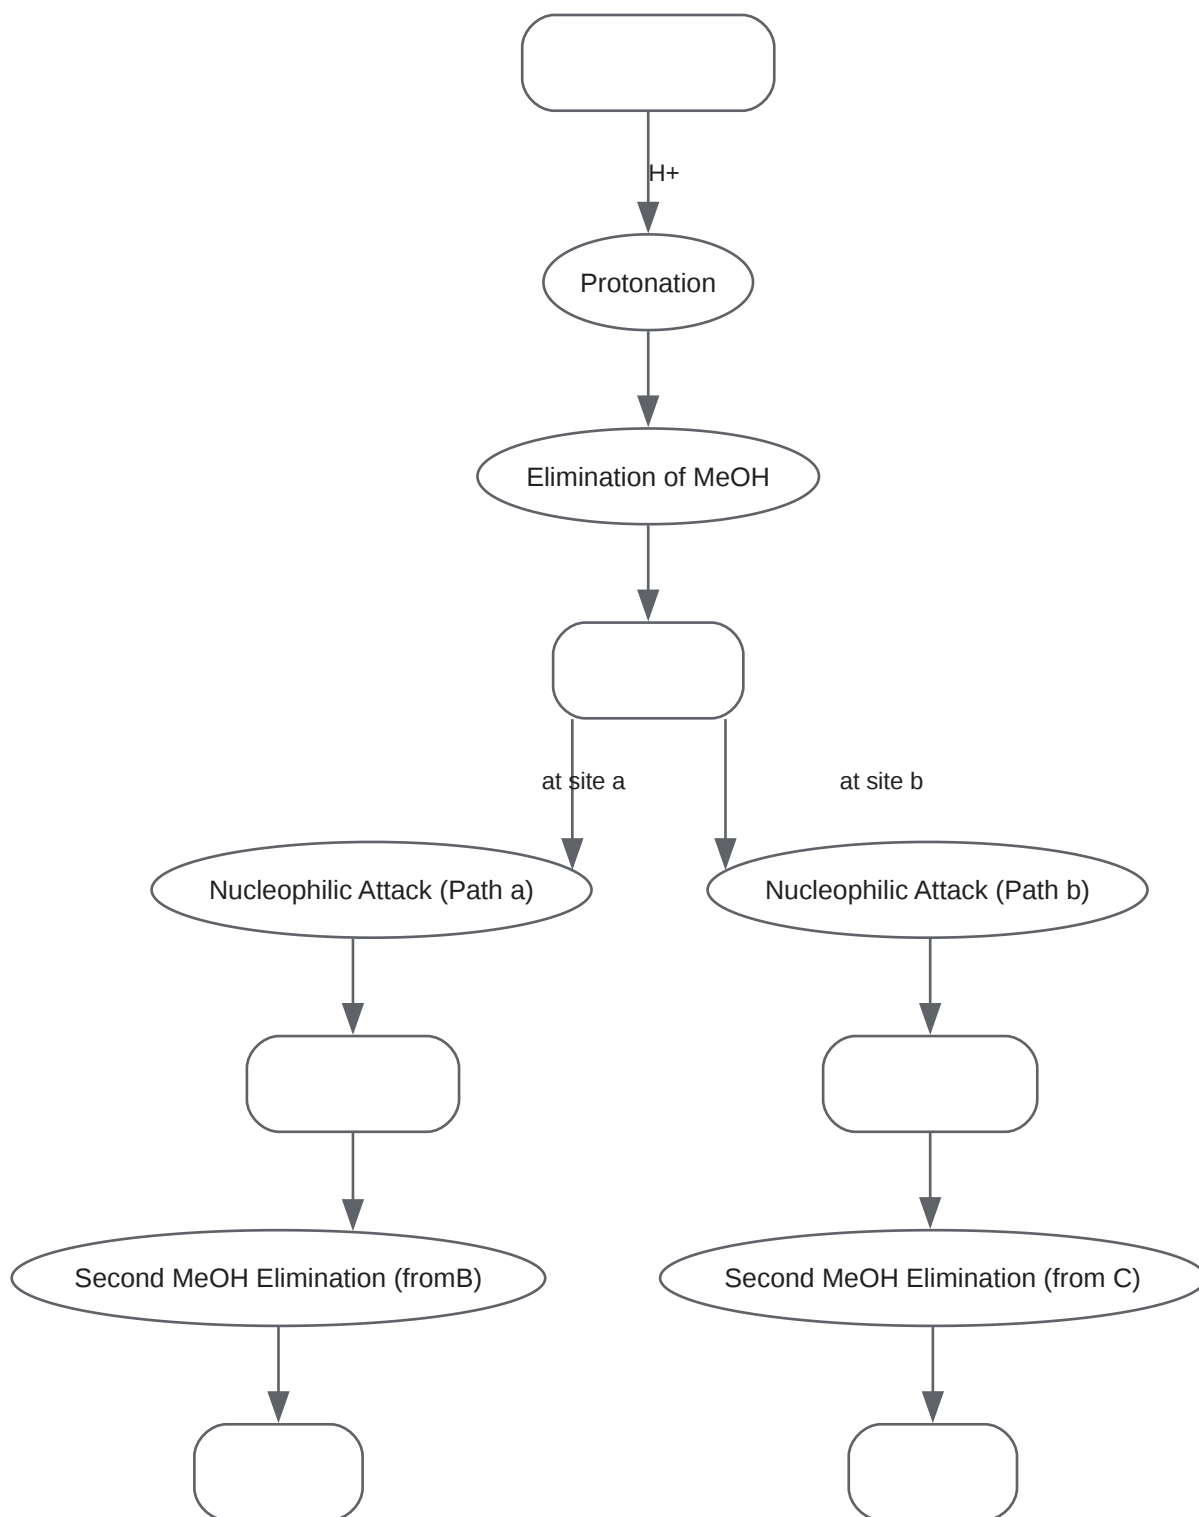 H+
Protonation
Elimination of MeOH
at site a
at site b
Nucleophilic Attack (Path a)
Nucleophilic Attack (Path b)
Second MeOH Elimination (fromB)
Second MeOH Elimination (from C)